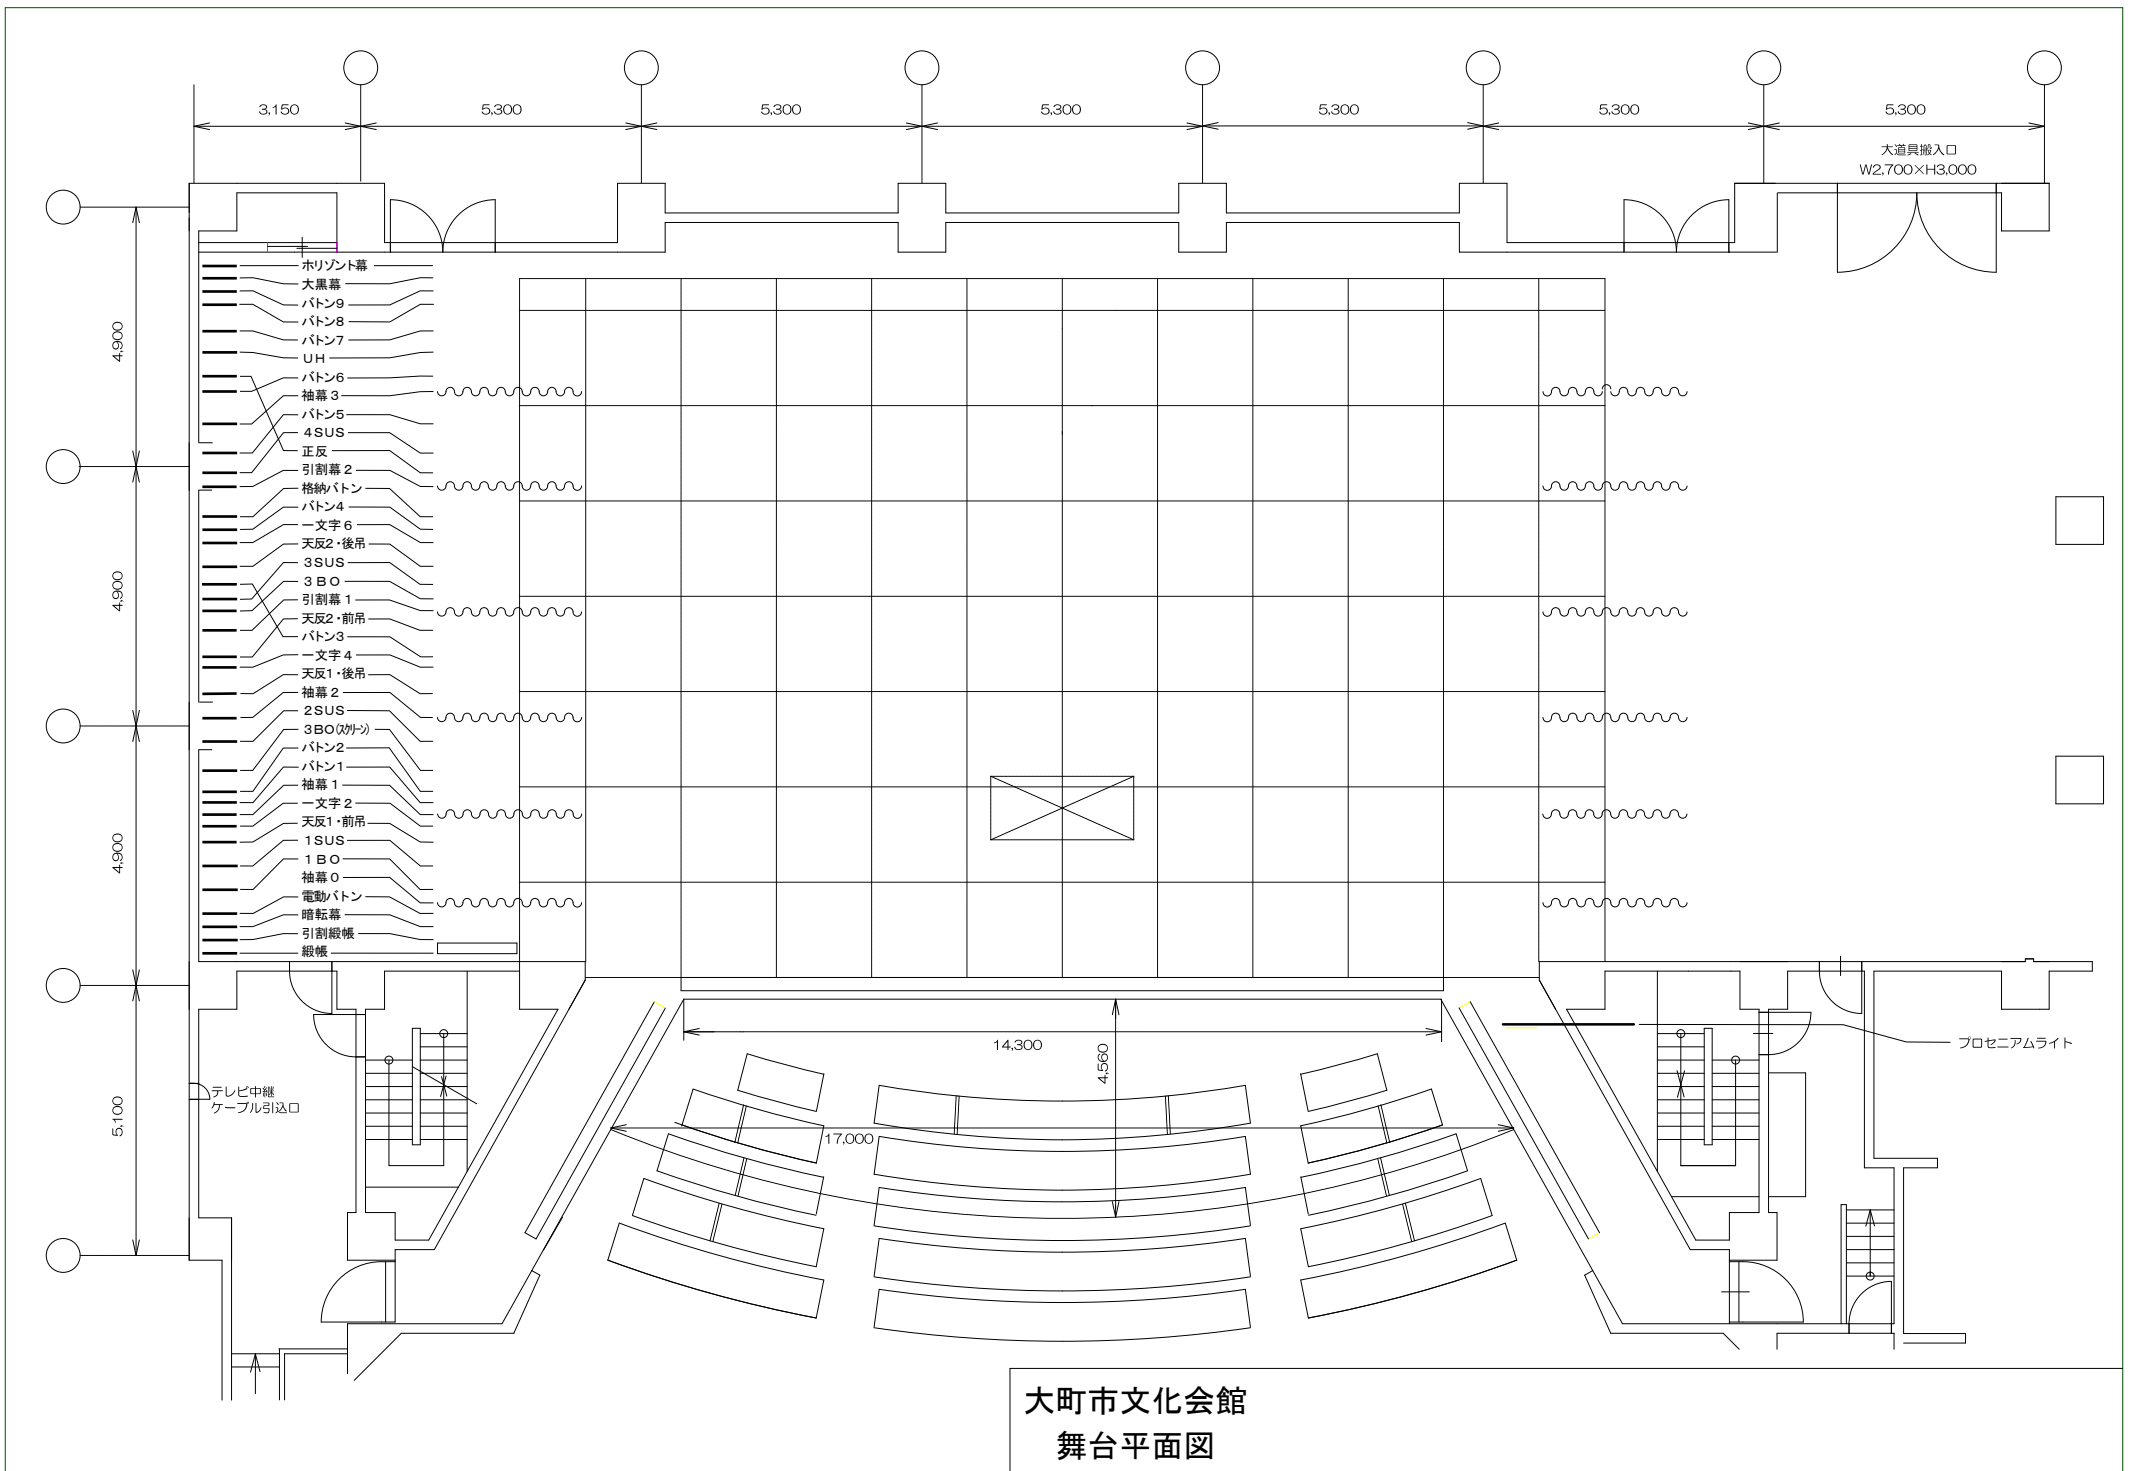 3,150
5,300
5,300
5,300
5,300
5,300
5,300
大道具搬入口
W2,700×H3,000
4,900
4,900
4,900
5,100
ホリゾント幕
大黒幕
バトン9
バトン8
バトン7
UH
バトン6
袖幕3
バトン5
4SUS
正反
引割幕2
格納バトン
バトン4
一文字6
天反2・後吊
3SUS
3BO
引割幕1
天反2・前吊
バトン3
一文字4
天反1・後吊
袖幕2
2SUS
3BO(スクリーン)
バトン2
バトン1
袖幕1
一文字2
天反1・前吊
1SUS
1BO
袖幕0
電動バトン
暗転幕
引割緞帳
緞帳
14,300
4,560
17,000
プロセニアムライト
テレビ中継
ケーブル引込口
大町市文化会館
舞台平面図